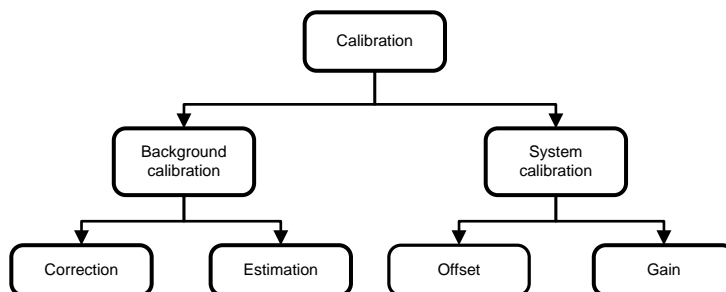 Calibration
Background
calibration
System
calibration
Correction
Estimation
Offset
Gain